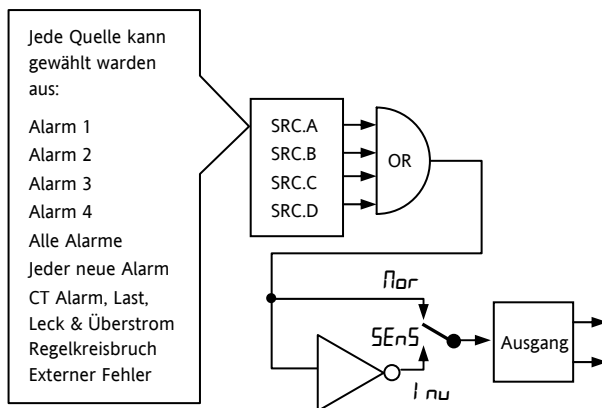 Jede Quelle kann
gewählt warden
aus:
Alarm 1
Alarm 2
Alarm 3
Alarm 4
Alle Alarme
Jeder neue Alarm
CT Alarm, Last,
Leck & Überstrom
Regelkreisbruch
Externer Fehler
SRC.A
SRC.B
SRC.C
SRC.D
OR
nor
SEnS
Inv
Ausgang